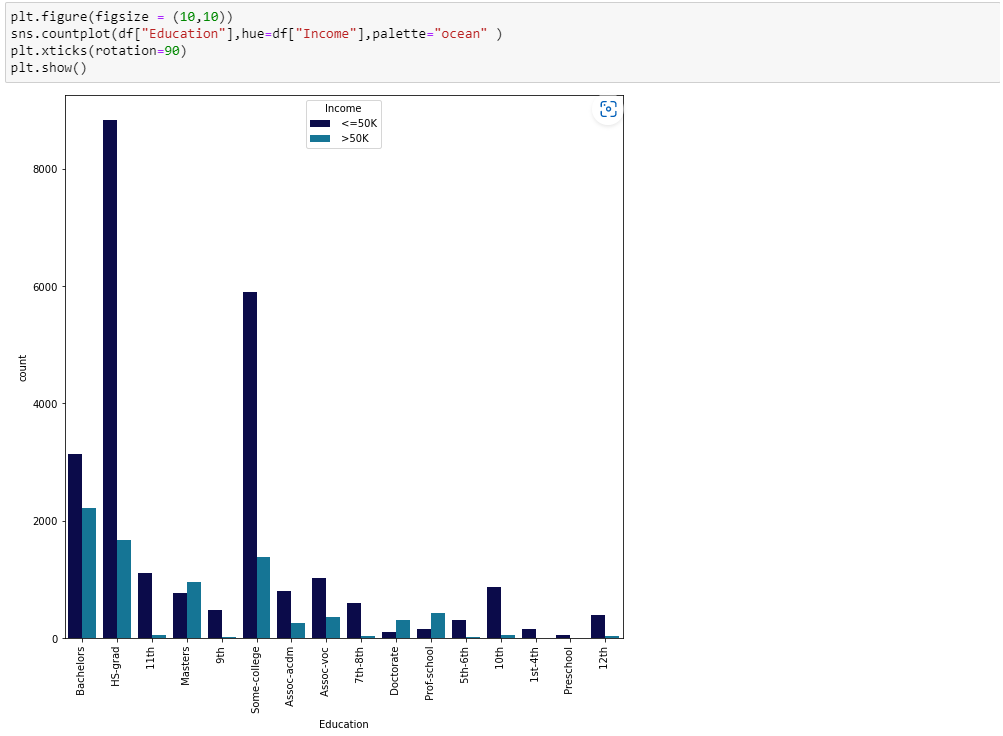 plt.figure(figsize = (10,10))
sns.countplot(df["Education"],hue=df["Income"],palette="ocean" )
plt.xticks(rotation=90)
plt.show()
Income
<=50K
>50K
8000
6000
4000
2000
0
count
Bachelors
HS-grad
11th
Masters
9th
Some-college
Assoc-acdm
Assoc-voc
7th-8th
Doctorate
Prof-school
5th-6th
10th
1st-4th
Preschool
12th
Education